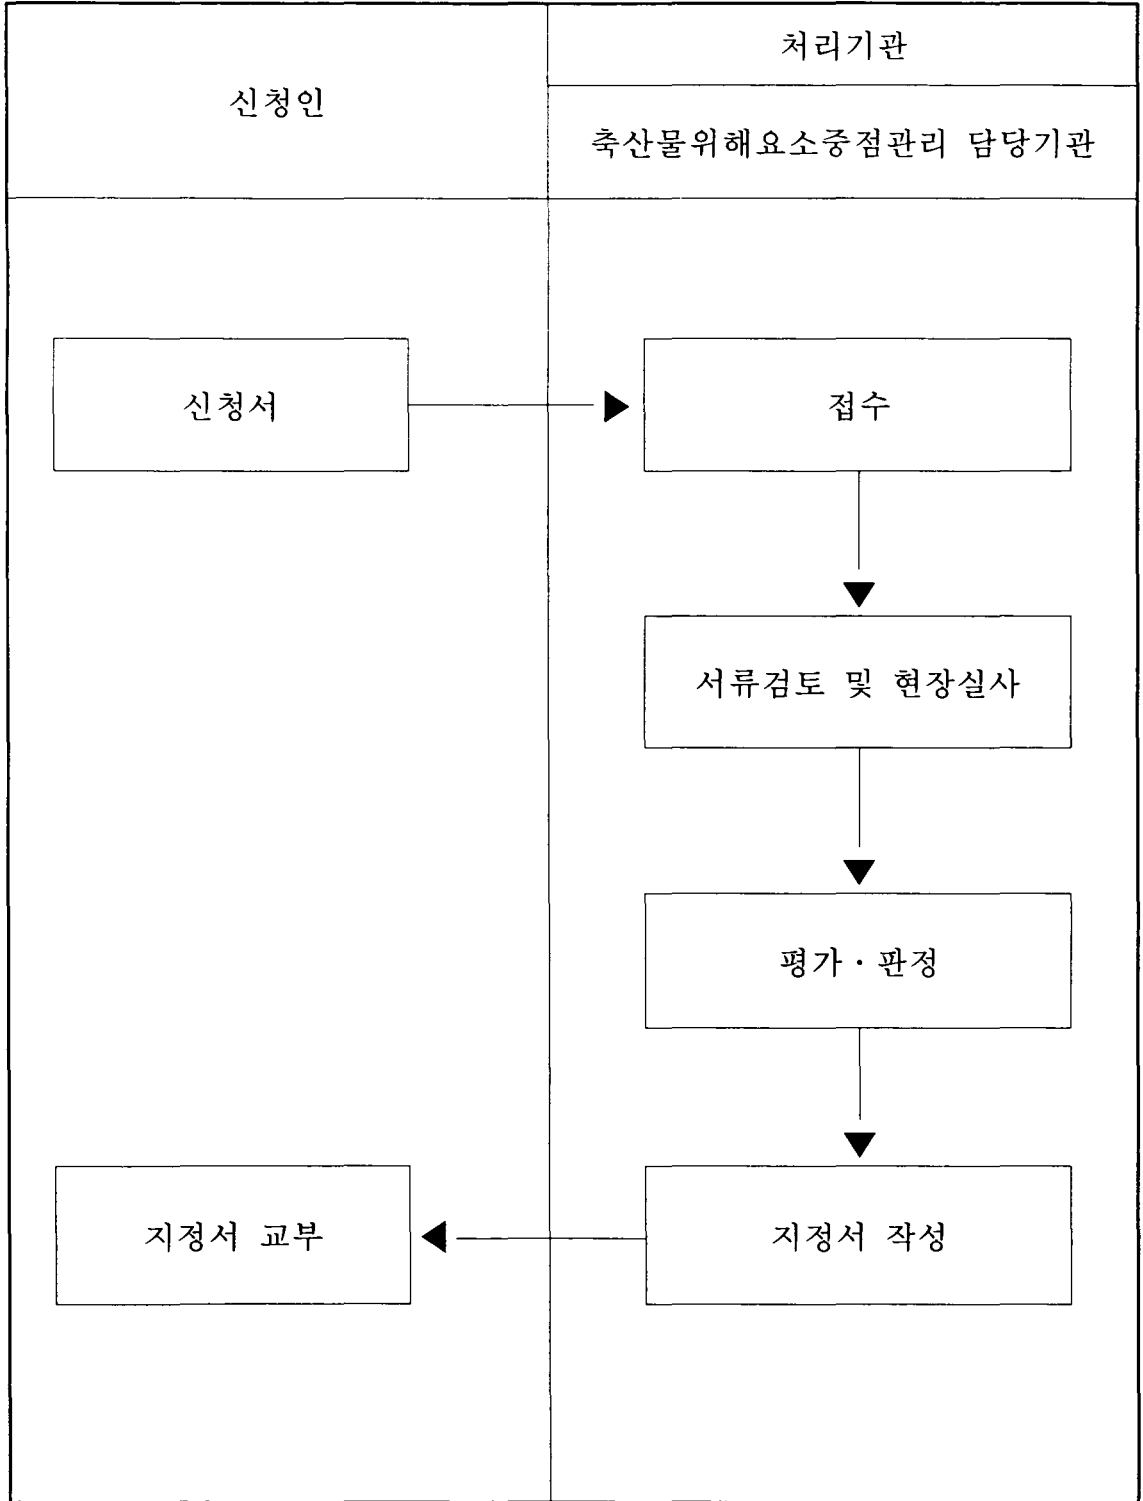 신청인
처리기관
축산물위해요소중점관리 담당기관
신청서
접수
서류검토 및 현장실사
평가·판정
지정서 교부
지정서 작성